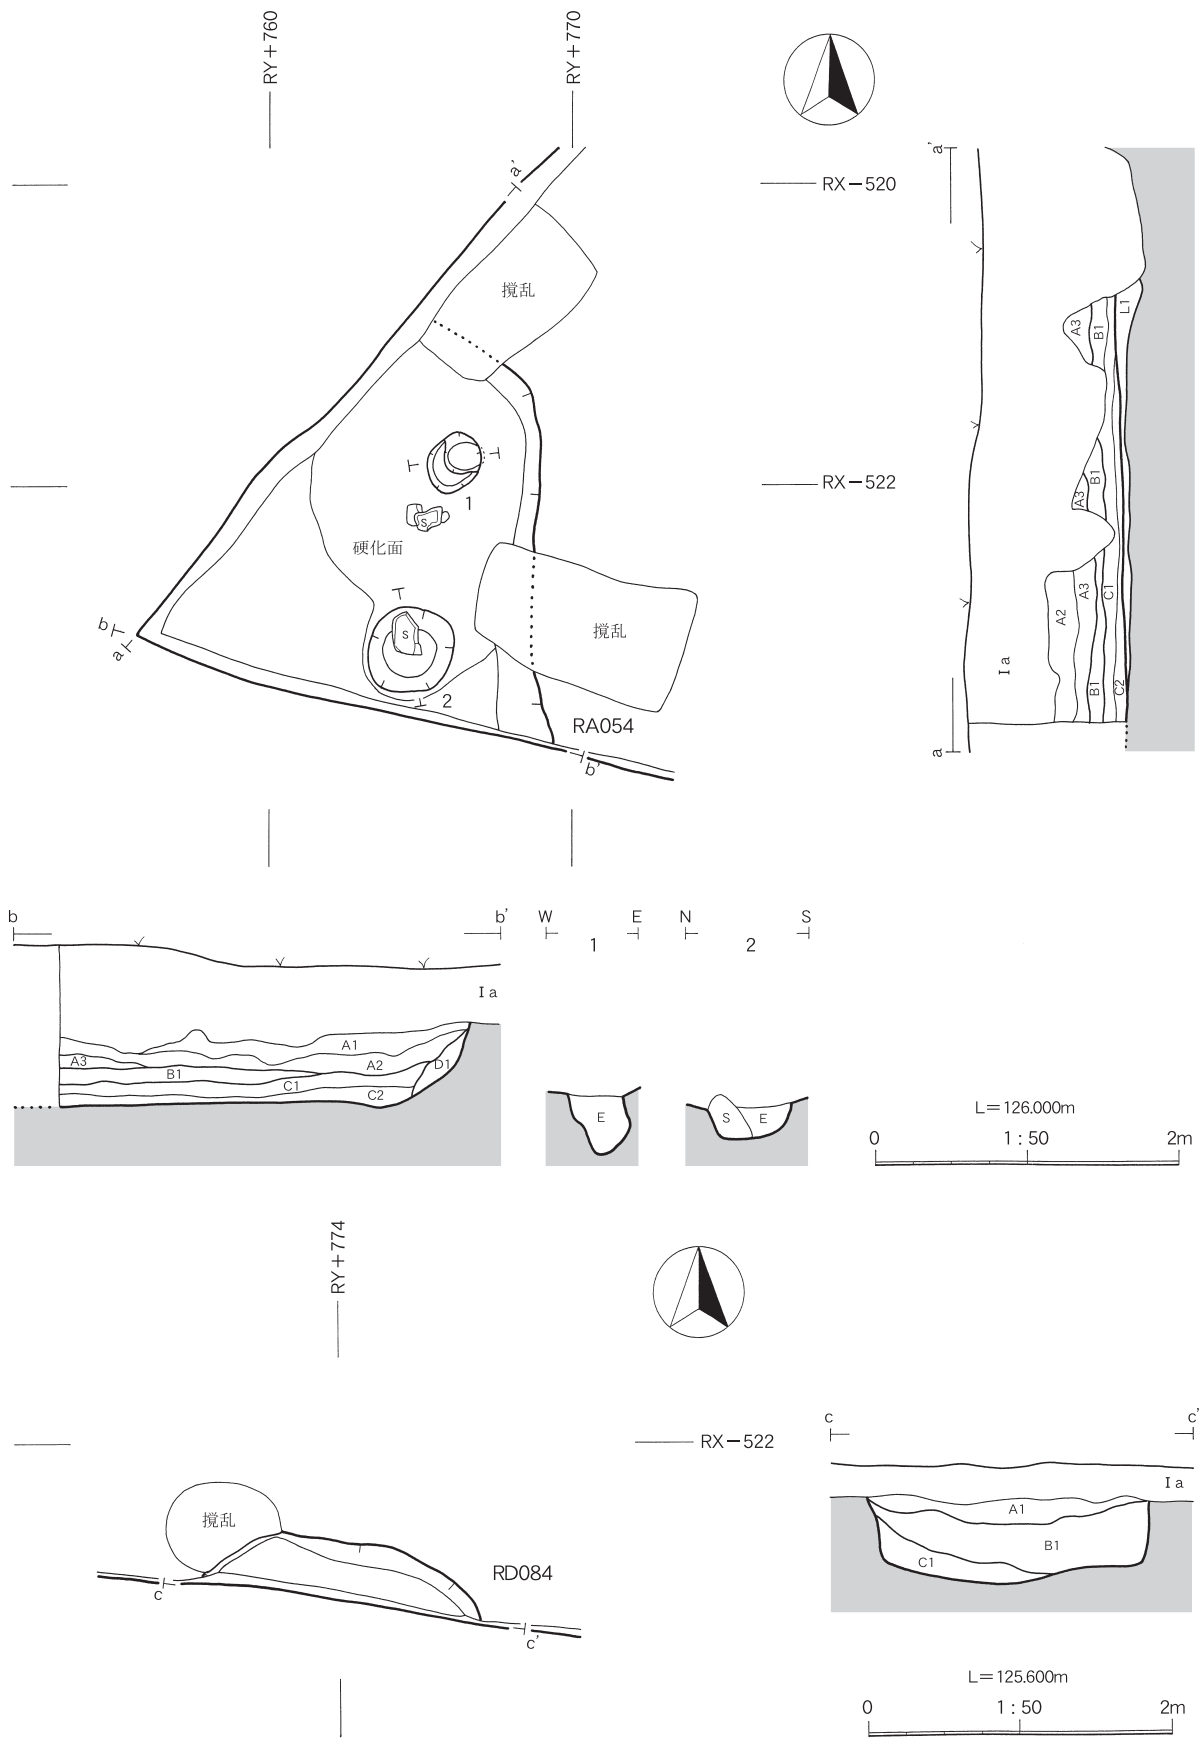 RY+760
RY+770
a'
RX-520
撹乱
RX-522
1
S
硬化面
S
撹乱
b
a
2
RA054
b'
a'
A3
B1
L1
B1
A3
A2
A3
C1
Ⅰa
B1
C2
a
b
b'
W
E
1
N
S
2
Ⅰa
A1
A3
B1
A2
D1
C1
C2
E
S
E
L=126.000m
0
1:50
2m
RY+774
RX-522
撹乱
RD084
c
c'
c
c'
Ⅰa
A1
B1
C1
L=125.600m
0
1:50
2m